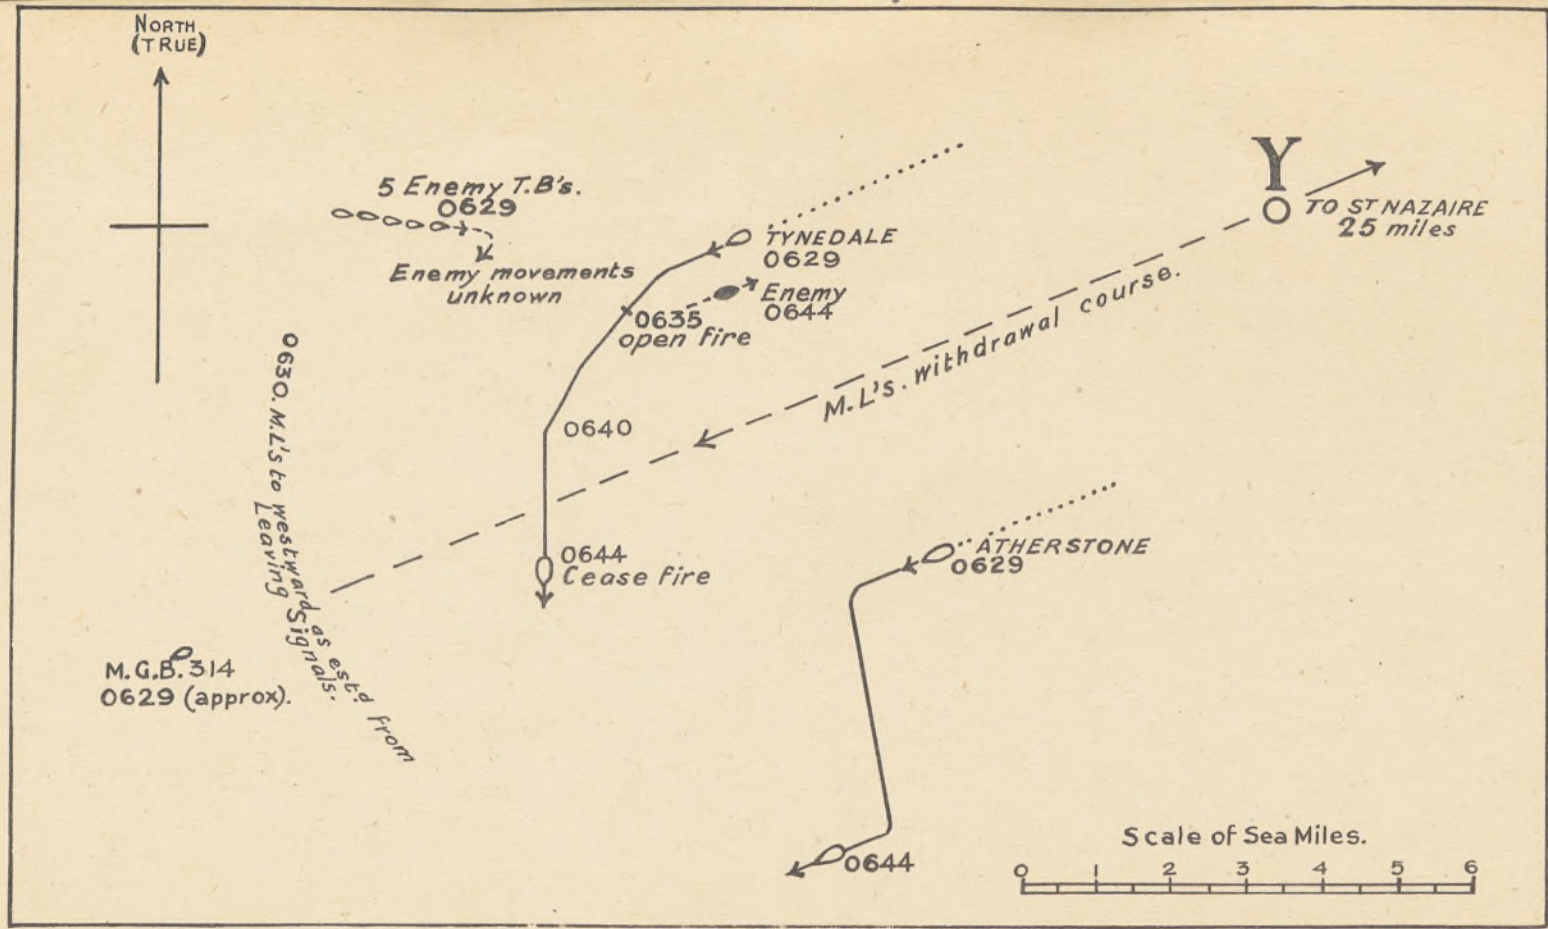 NORTH
(TRUE)
5 Enemy T.B's.
0629
Enemy movements
unknown
TYNEDALE
0629
Enemy
0644
0635
open fire
0640
0644
Cease fire
Y
TO ST NAZAIRE
25 miles
M.L's. withdrawal course.
0630. M.L's to westward as est.d from
Leaving Signals.
M.G.B. 314
0629 (approx).
ATHERSTONE
0629
0644
Scale of Sea Miles.
0 1 2 3 4 5 6